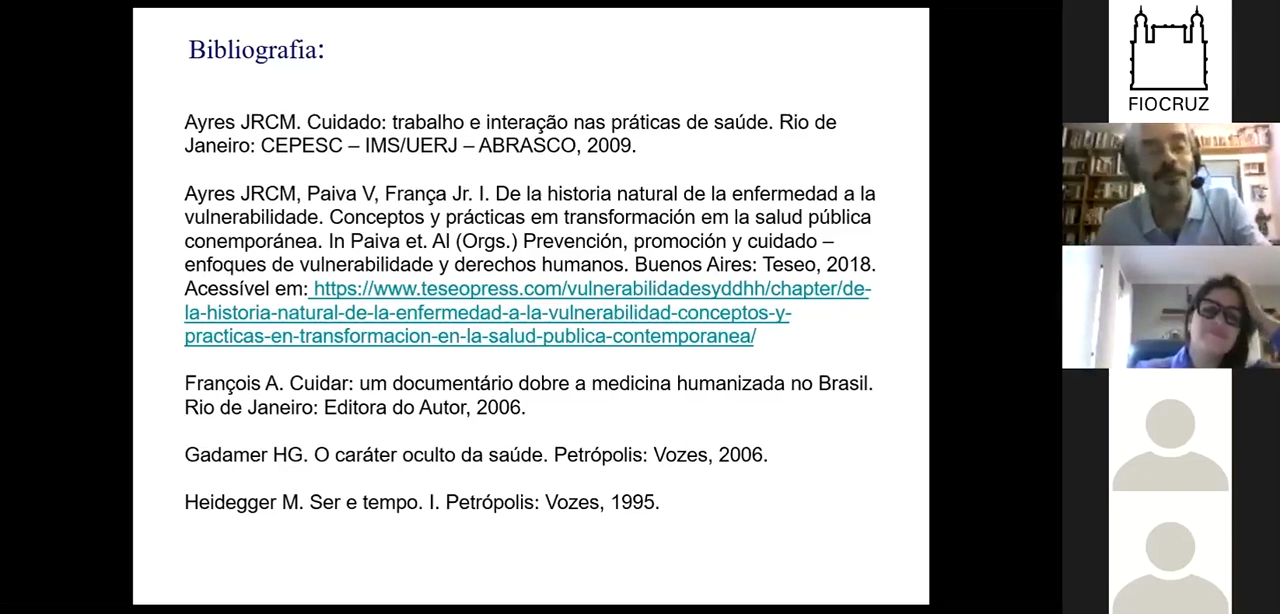 Bibliografia:
Ayres JRCM. Cuidado: trabalho e interação nas práticas de saúde. Rio de
Janeiro: CEPESC – IMS/UERJ – ABRASCO, 2009.
Ayres JRCM, Paiva V, França Jr. I. De la historia natural de la enfermedad a la
vulnerabilidade. Conceptos y prácticas em transformación em la salud pública
conemporánea. In Paiva et. Al (Orgs.) Prevención, promoción y cuidado –
enfoques de vulnerabilidade y derechos humanos. Buenos Aires: Teseo, 2018.
Acessível em: https://www.teseopress.com/vulnerabilidadesyddhh/chapter/de-
la-historia-natural-de-la-enfermedad-a-la-vulnerabilidad-conceptos-y-
practicas-en-transformacion-en-la-salud-publica-contemporanea/
François A. Cuidar: um documentário dobre a medicina humanizada no Brasil.
Rio de Janeiro: Editora do Autor, 2006.
Gadamer HG. O caráter oculto da saúde. Petrópolis: Vozes, 2006.
Heidegger M. Ser e tempo. I. Petrópolis: Vozes, 1995.
FIOCRUZ